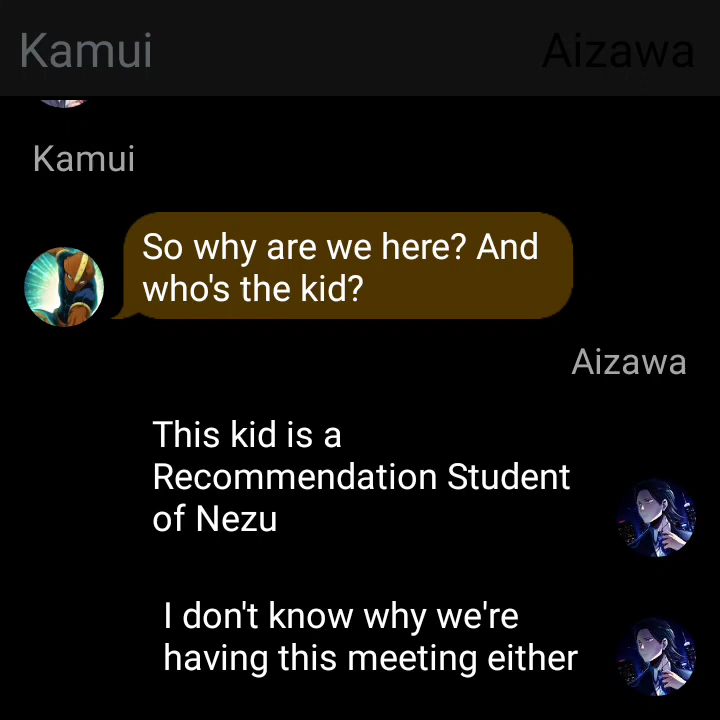 Kamui
Aizawa
Kamui
So why are we here? And
who's the kid?
Aizawa
This kid is a
Recommendation Student
of Nezu
I don't know why we're
having this meeting either